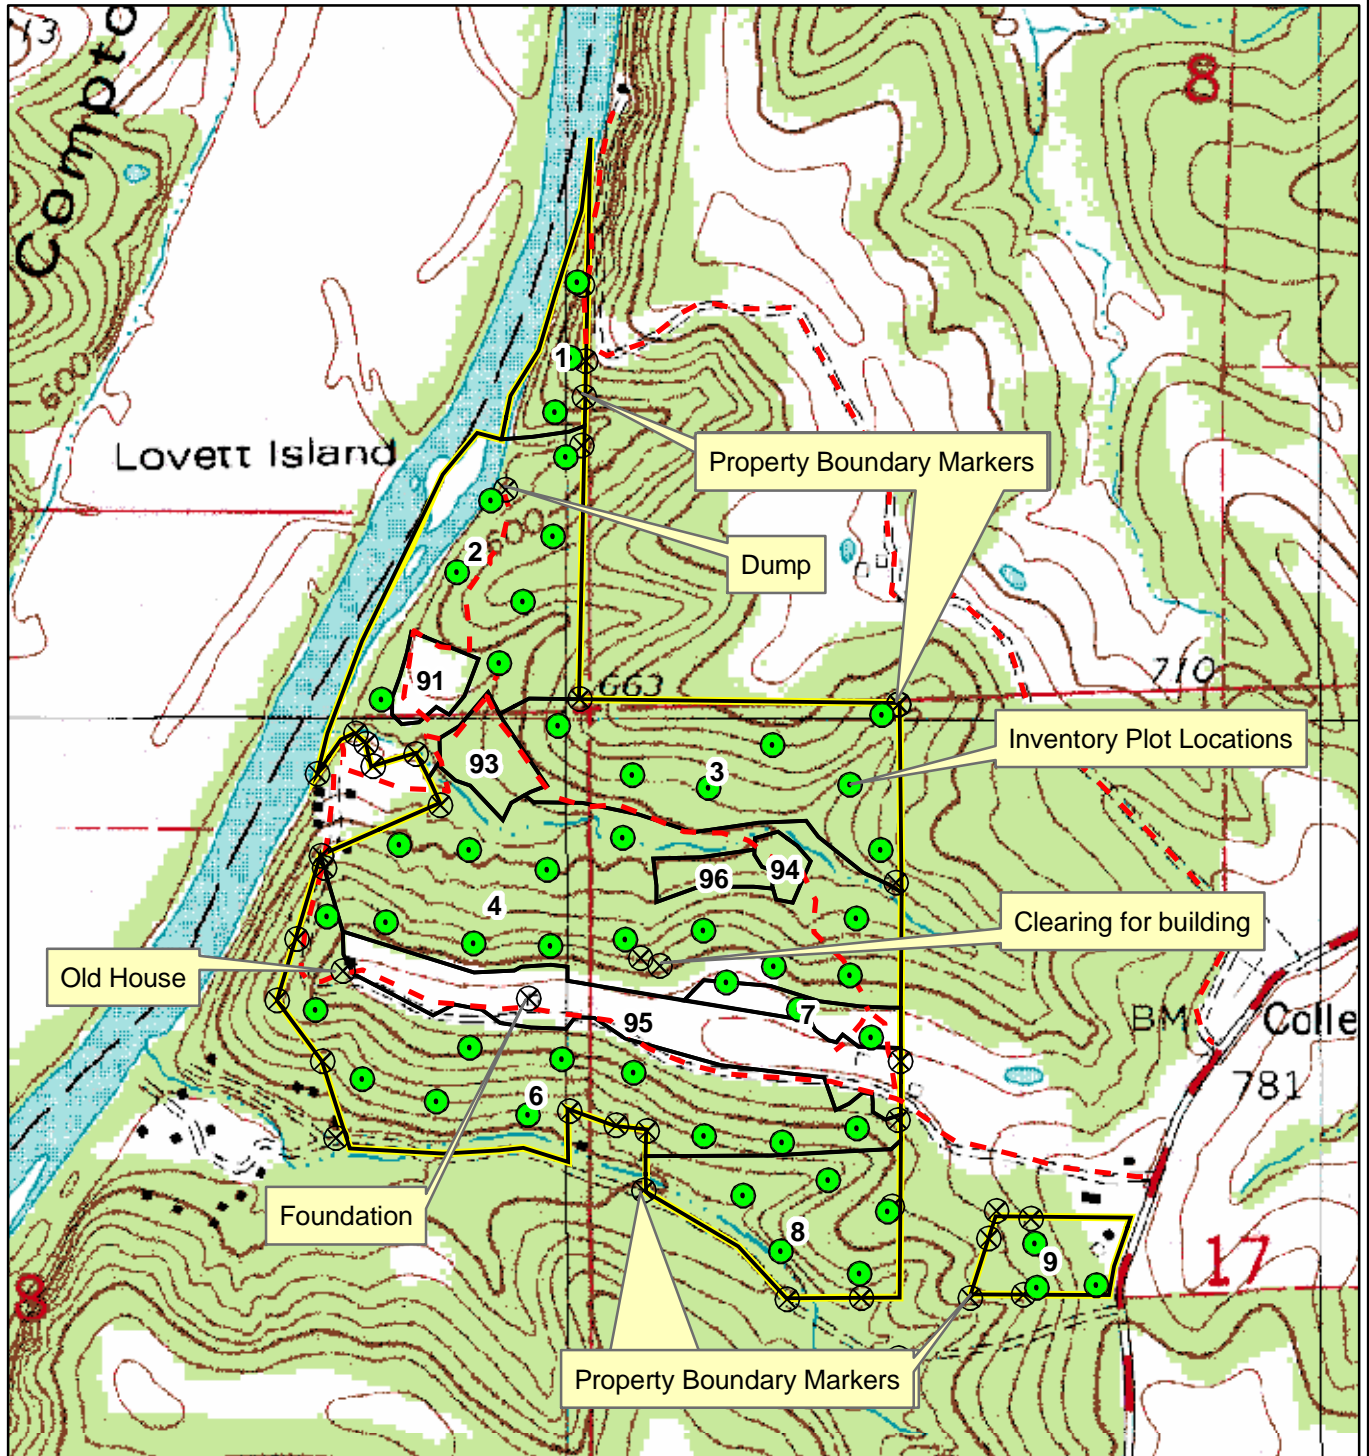 13
Compto
8
600
1
Lovett Island
Property Boundary Markers
Dump
600
2
91
663
710
Inventory Plot Locations
93
3
96
94
4
Clearing for building
Old House
7
95
BM
Colle
781
6
Foundation
8
9
17
8
Property Boundary Markers